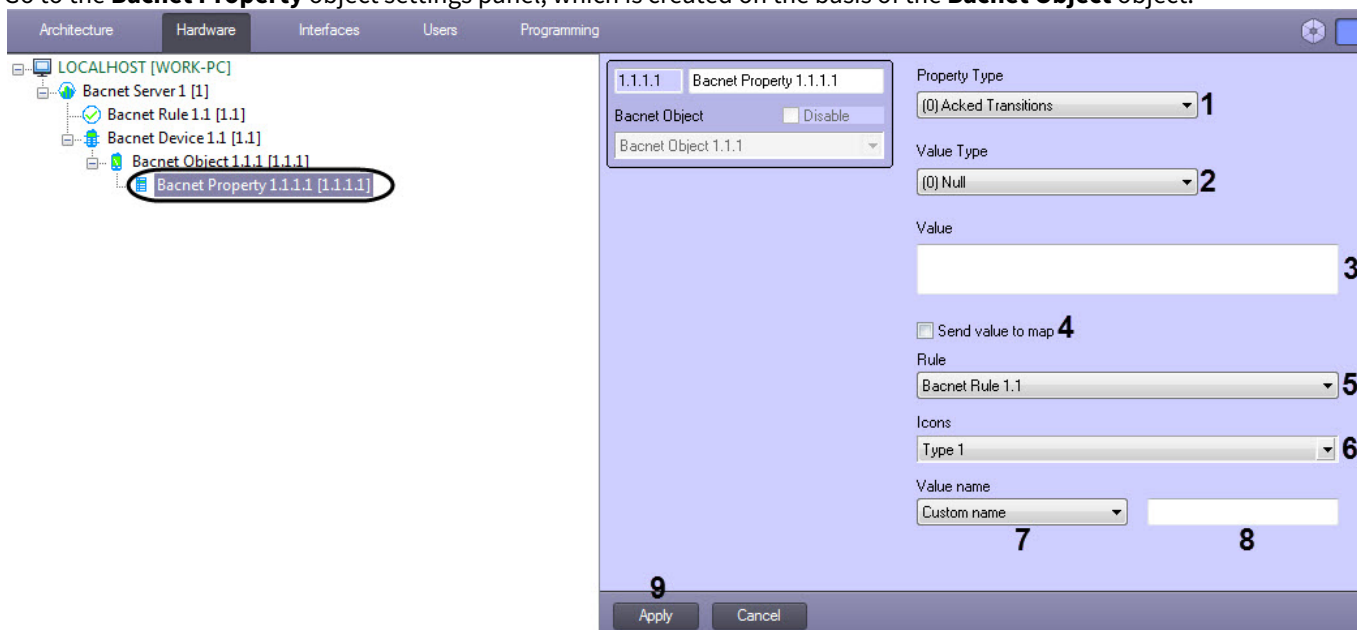 Go to the Bacnet Property object settings panel, which is created on the basis of the Bacnet Object object.
Architecture Hardware Interfaces Users Programming
LOCALHOST [WORK-PC]
Bacnet Server 1 [1]
Bacnet Rule 1.1 [1.1]
Bacnet Device 1.1 [1.1]
Bacnet Object 1.1.1 [1.1.1]
Bacnet Property 1.1.1.1 [1.1.1.1]
1.1.1.1 Bacnet Property 1.1.1.1
Bacnet Object Disable
Bacnet Object 1.1.1
Property Type
(0) Acked Transitions 1
Value Type
(0) Null 2
Value
3
Send value to map 4
Rule
Bacnet Rule 1.1 5
Icons
Type 1 6
Value name
Custom name
7 8
9
Apply Cancel